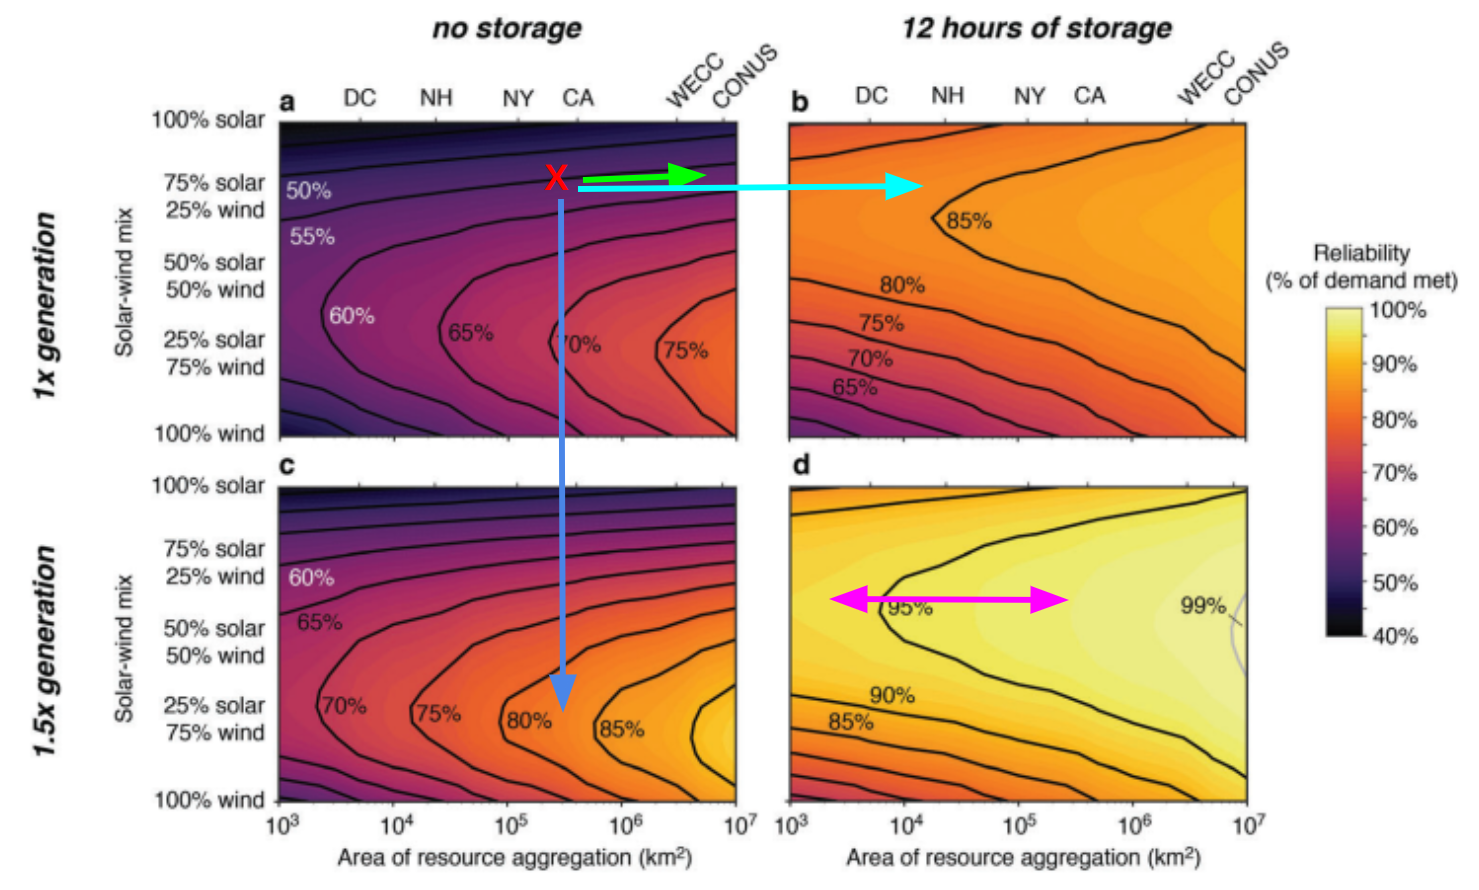 no storage
12 hours of storage
a DC NH NY CA WECC CONUS
b DC NH NY CA WECC CONUS
1x generation
Solar-wind mix
100% solar
75% solar
25% wind
50% solar
50% wind
25% solar
75% wind
100% wind
X
50%
55%
60%
65%
70%
75%
85%
80%
75%
70%
65%
Reliability
(% of demand met)
100%
90%
80%
70%
60%
50%
40%
c
d
1.5x generation
Solar-wind mix
100% solar
75% solar
25% wind
50% solar
50% wind
25% solar
75% wind
100% wind
60%
65%
70%
75%
80%
85%
95%
99%
90%
85%
10³ 10⁴ 10⁵ 10⁶ 10⁷
Area of resource aggregation (km²)
10³ 10⁴ 10⁵ 10⁶ 10⁷
Area of resource aggregation (km²)